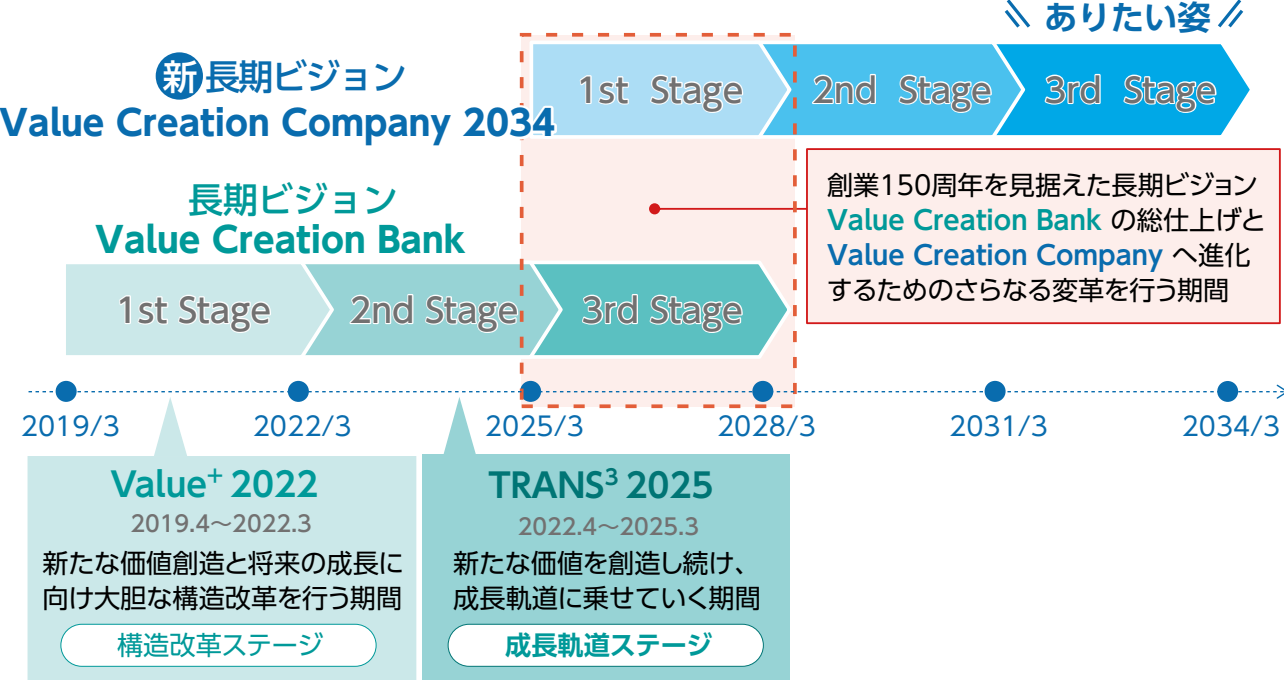 ありたい姿
新長期ビジョン
Value Creation Company 2034
1st Stage
2nd Stage
3rd Stage
創業150周年を見据えた長期ビジョン
Value Creation Bank の総仕上げと
Value Creation Company へ進化
するためのさらなる変革を行う期間
長期ビジョン
Value Creation Bank
1st Stage
2nd Stage
3rd Stage
2019/3
2022/3
2025/3
2028/3
2031/3
2034/3
Value⁺ 2022
2019.4～2022.3
新たな価値創造と将来の成長に
向け大胆な構造改革を行う期間
構造改革ステージ
TRANS³ 2025
2022.4～2025.3
新たな価値を創造し続け、
成長軌道に乗せていく期間
成長軌道ステージ